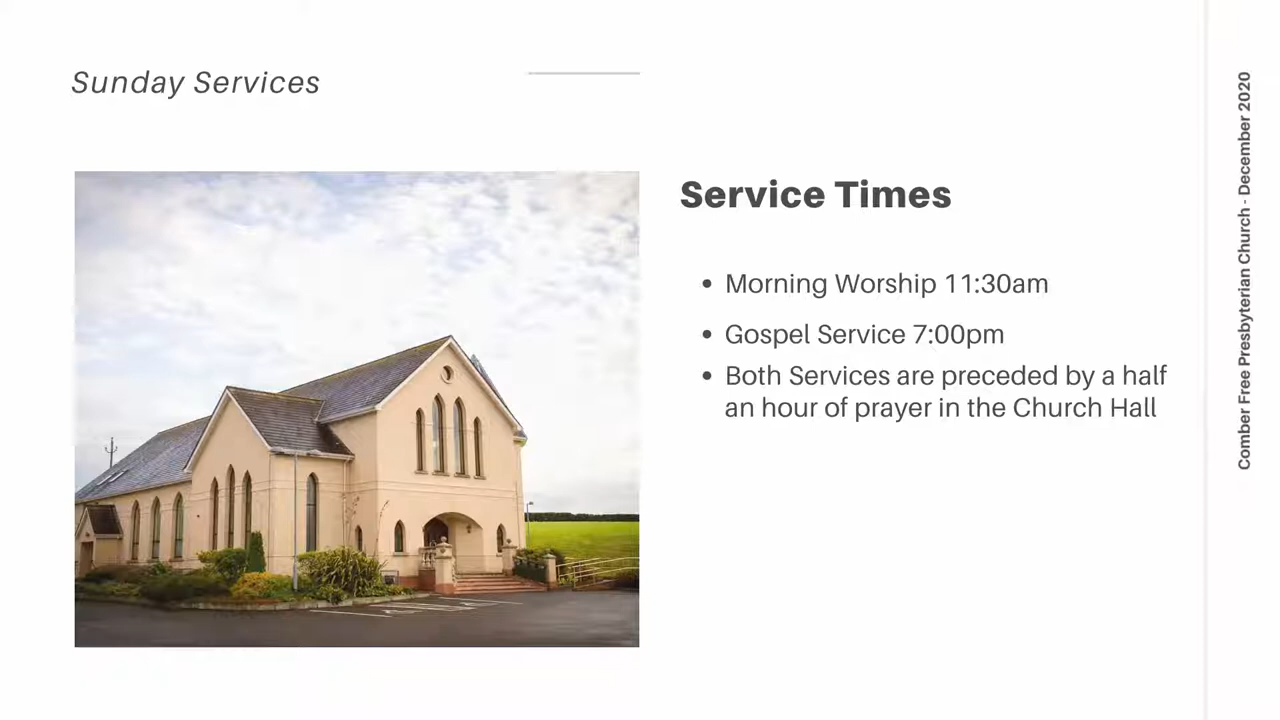 Sunday Services
Service Times
• Morning Worship 11:30am
• Gospel Service 7:00pm
• Both Services are preceded by a half
an hour of prayer in the Church Hall
Comber Free Presbyterian Church - December 2020